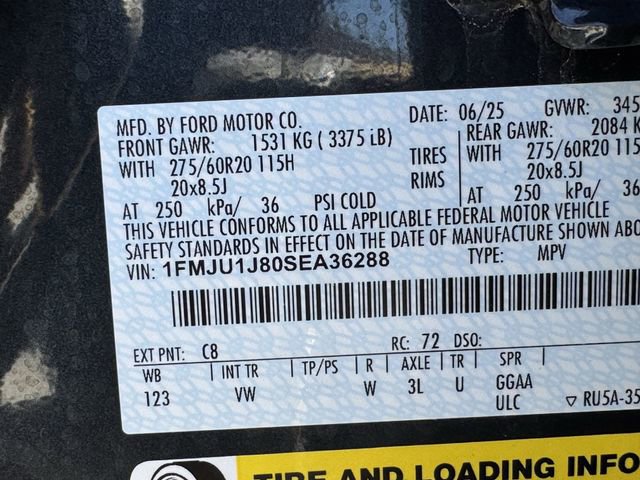 MFD. BY FORD MOTOR CO. DATE: 06/25 GVWR: 345
FRONT GAWR: 1531 KG ( 3375 LB) REAR GAWR: 2084 K
WITH 275/60R20 115H TIRES WITH 275/60R20 115
20x8.5J RIMS 20x8.5J
AT 250 kPa/ 36 PSI COLD AT 250 kPa/ 36
THIS VEHICLE CONFORMS TO ALL APPLICABLE FEDERAL MOTOR VEHICLE
SAFETY STANDARDS IN EFFECT ON THE DATE OF MANUFACTURE SHOWN ABO
VIN: 1FMJU1J80SEA36288 TYPE: MPV
EXT PNT: C8 RC: 72 DSO:
WB INT TR TP/PS R AXLE TR SPR
123 VW W 3L U GGAA
ULC ▽ RU5A-35
TIRE AND LOADING INFO